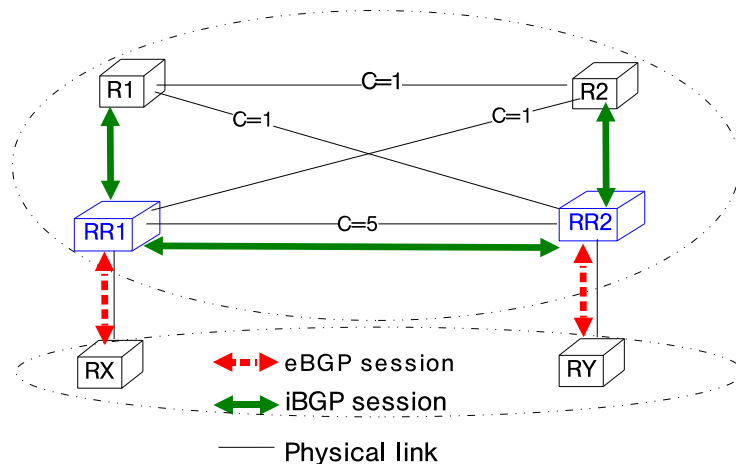 R1
C=1
R2
C=1
C=1
RR1
C=5
RR2
RX
eBGP session
RY
iBGP session
Physical link